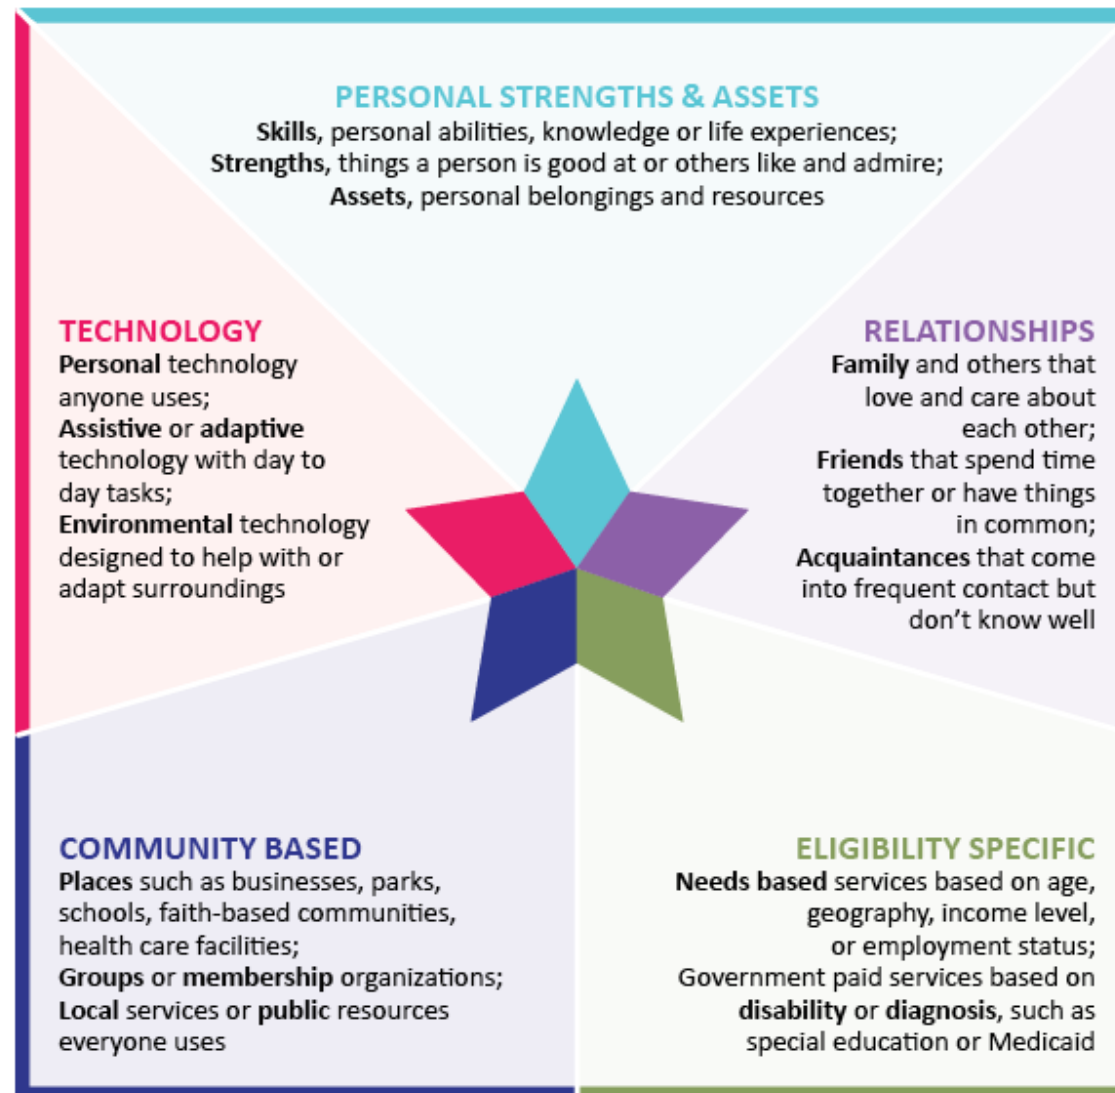 PERSONAL STRENGTHS & ASSETS
Skills, personal abilities, knowledge or life experiences;
Strengths, things a person is good at or others like and admire;
Assets, personal belongings and resources
TECHNOLOGY
Personal technology
anyone uses;
Assistive or adaptive
technology with day to
day tasks;
Environmental technology
designed to help with or
adapt surroundings
RELATIONSHIPS
Family and others that
love and care about
each other;
Friends that spend time
together or have things
in common;
Acquaintances that come
into frequent contact but
don't know well
COMMUNITY BASED
Places such as businesses, parks,
schools, faith-based communities,
health care facilities;
Groups or membership organizations;
Local services or public resources
everyone uses
ELIGIBILITY SPECIFIC
Needs based services based on age,
geography, income level,
or employment status;
Government paid services based on
disability or diagnosis, such as
special education or Medicaid